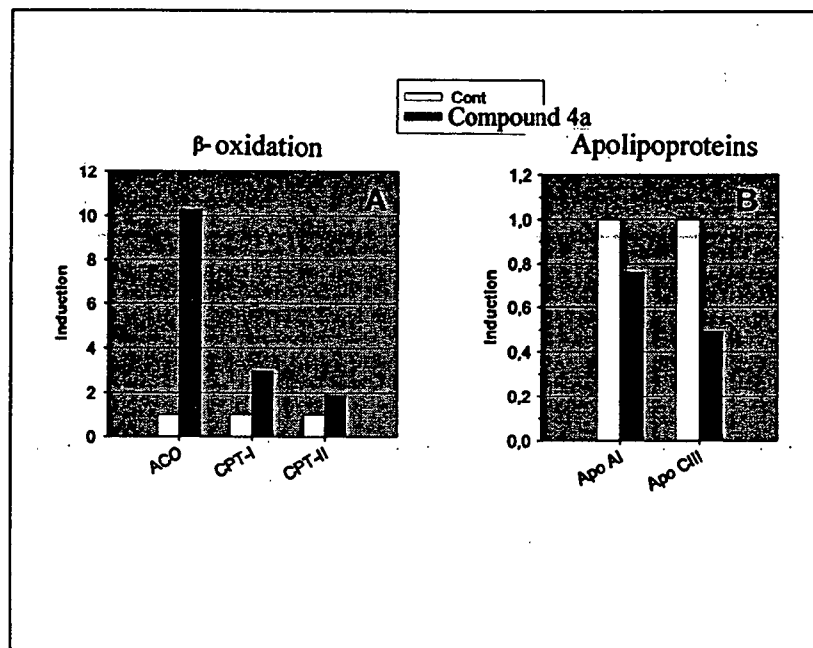 Cont
Compound 4a
β-oxidation
12
10
8
6
4
2
0
Induction
A
ACO
CPT-I
CPT-II
Apolipoproteins
1,2
1,0
0,8
0,6
0,4
0,2
0,0
Induction
B
Apo AI
Apo CIII